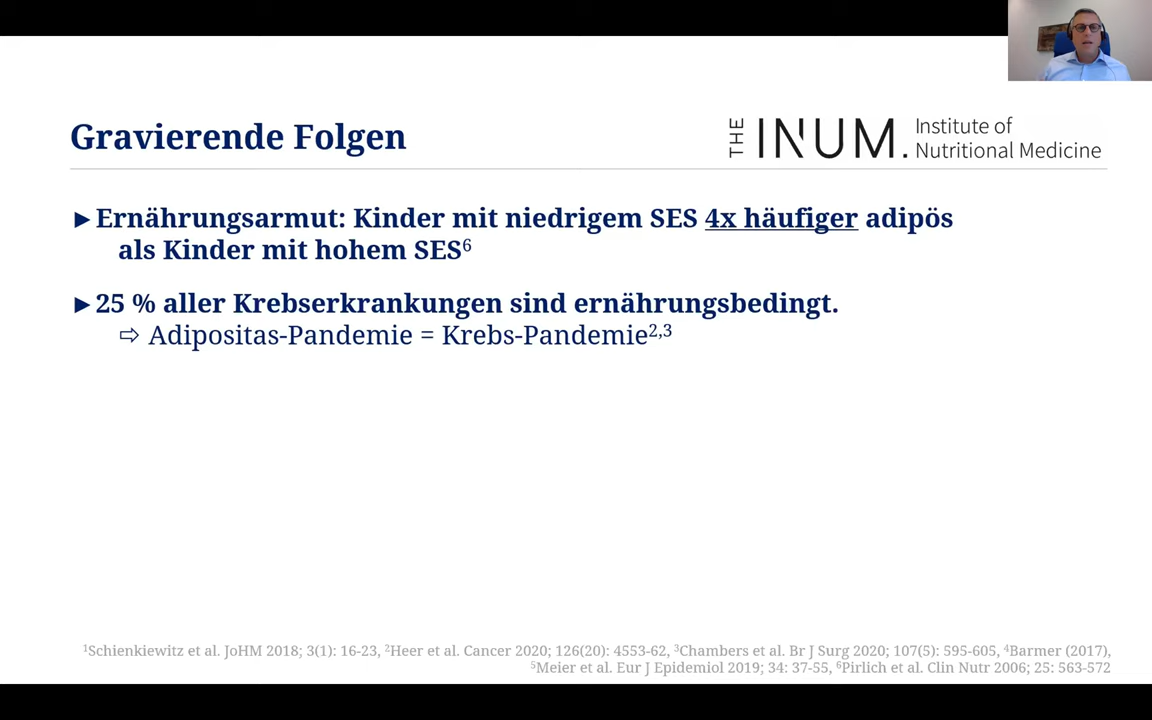 Gravierende Folgen
THE INUM. Institute of
Nutritional Medicine
►Ernährungsarmut: Kinder mit niedrigem SES 4x häufiger adipös
als Kinder mit hohem SES⁶
►25 % aller Krebserkrankungen sind ernährungsbedingt.
⇨ Adipositas-Pandemie = Krebs-Pandemie²,³
¹Schienkiewitz et al. JoHM 2018; 3(1): 16-23, ²Heer et al. Cancer 2020; 126(20): 4553-62, ³Chambers et al. Br J Surg 2020; 107(5): 595-605, ⁴Barmer (2017),
⁵Meier et al. Eur J Epidemiol 2019; 34: 37-55, ⁶Pirlich et al. Clin Nutr 2006; 25: 563-572